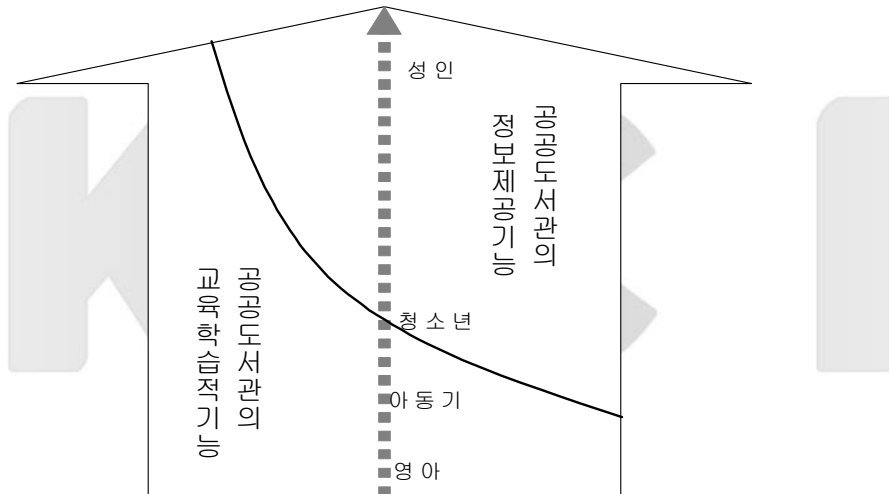 성 인
공공도서관의
정보제공기능
공공도서관의
교육학습적기능
청 소 년
아 동 기
영 아